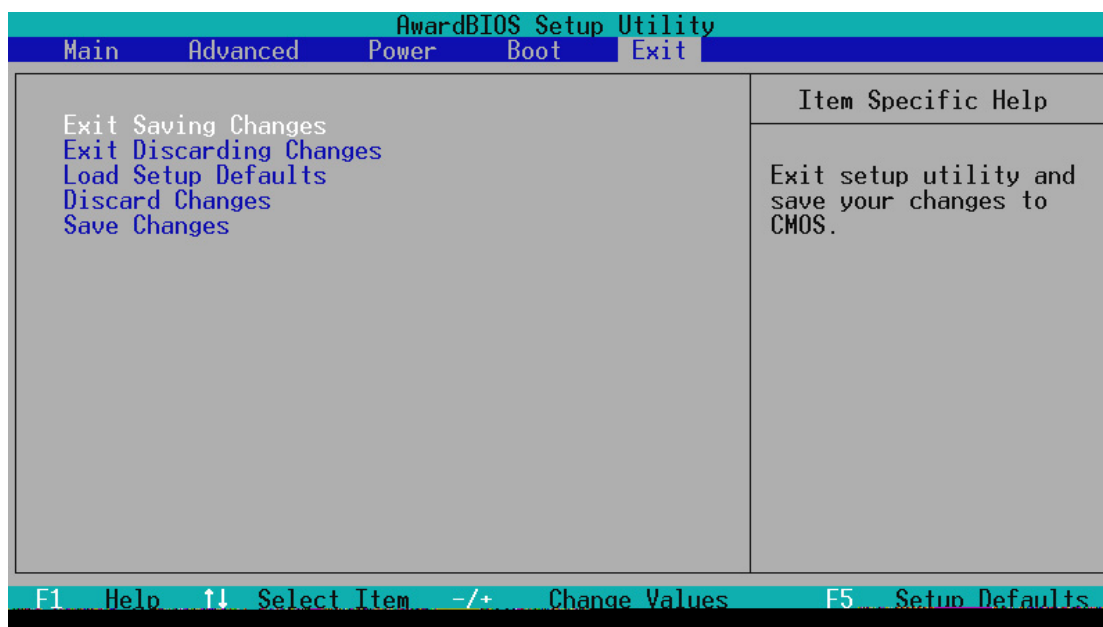 AwardBIOS Setup Utility
Main Advanced Power Boot Exit
Item Specific Help
Exit Saving Changes
Exit Discarding Changes
Load Setup Defaults
Discard Changes
Save Changes
Exit setup utility and
save your changes to
CMOS.
F1 Help ↑↓ Select Item -/+ Change Values F5 Setup Defaults